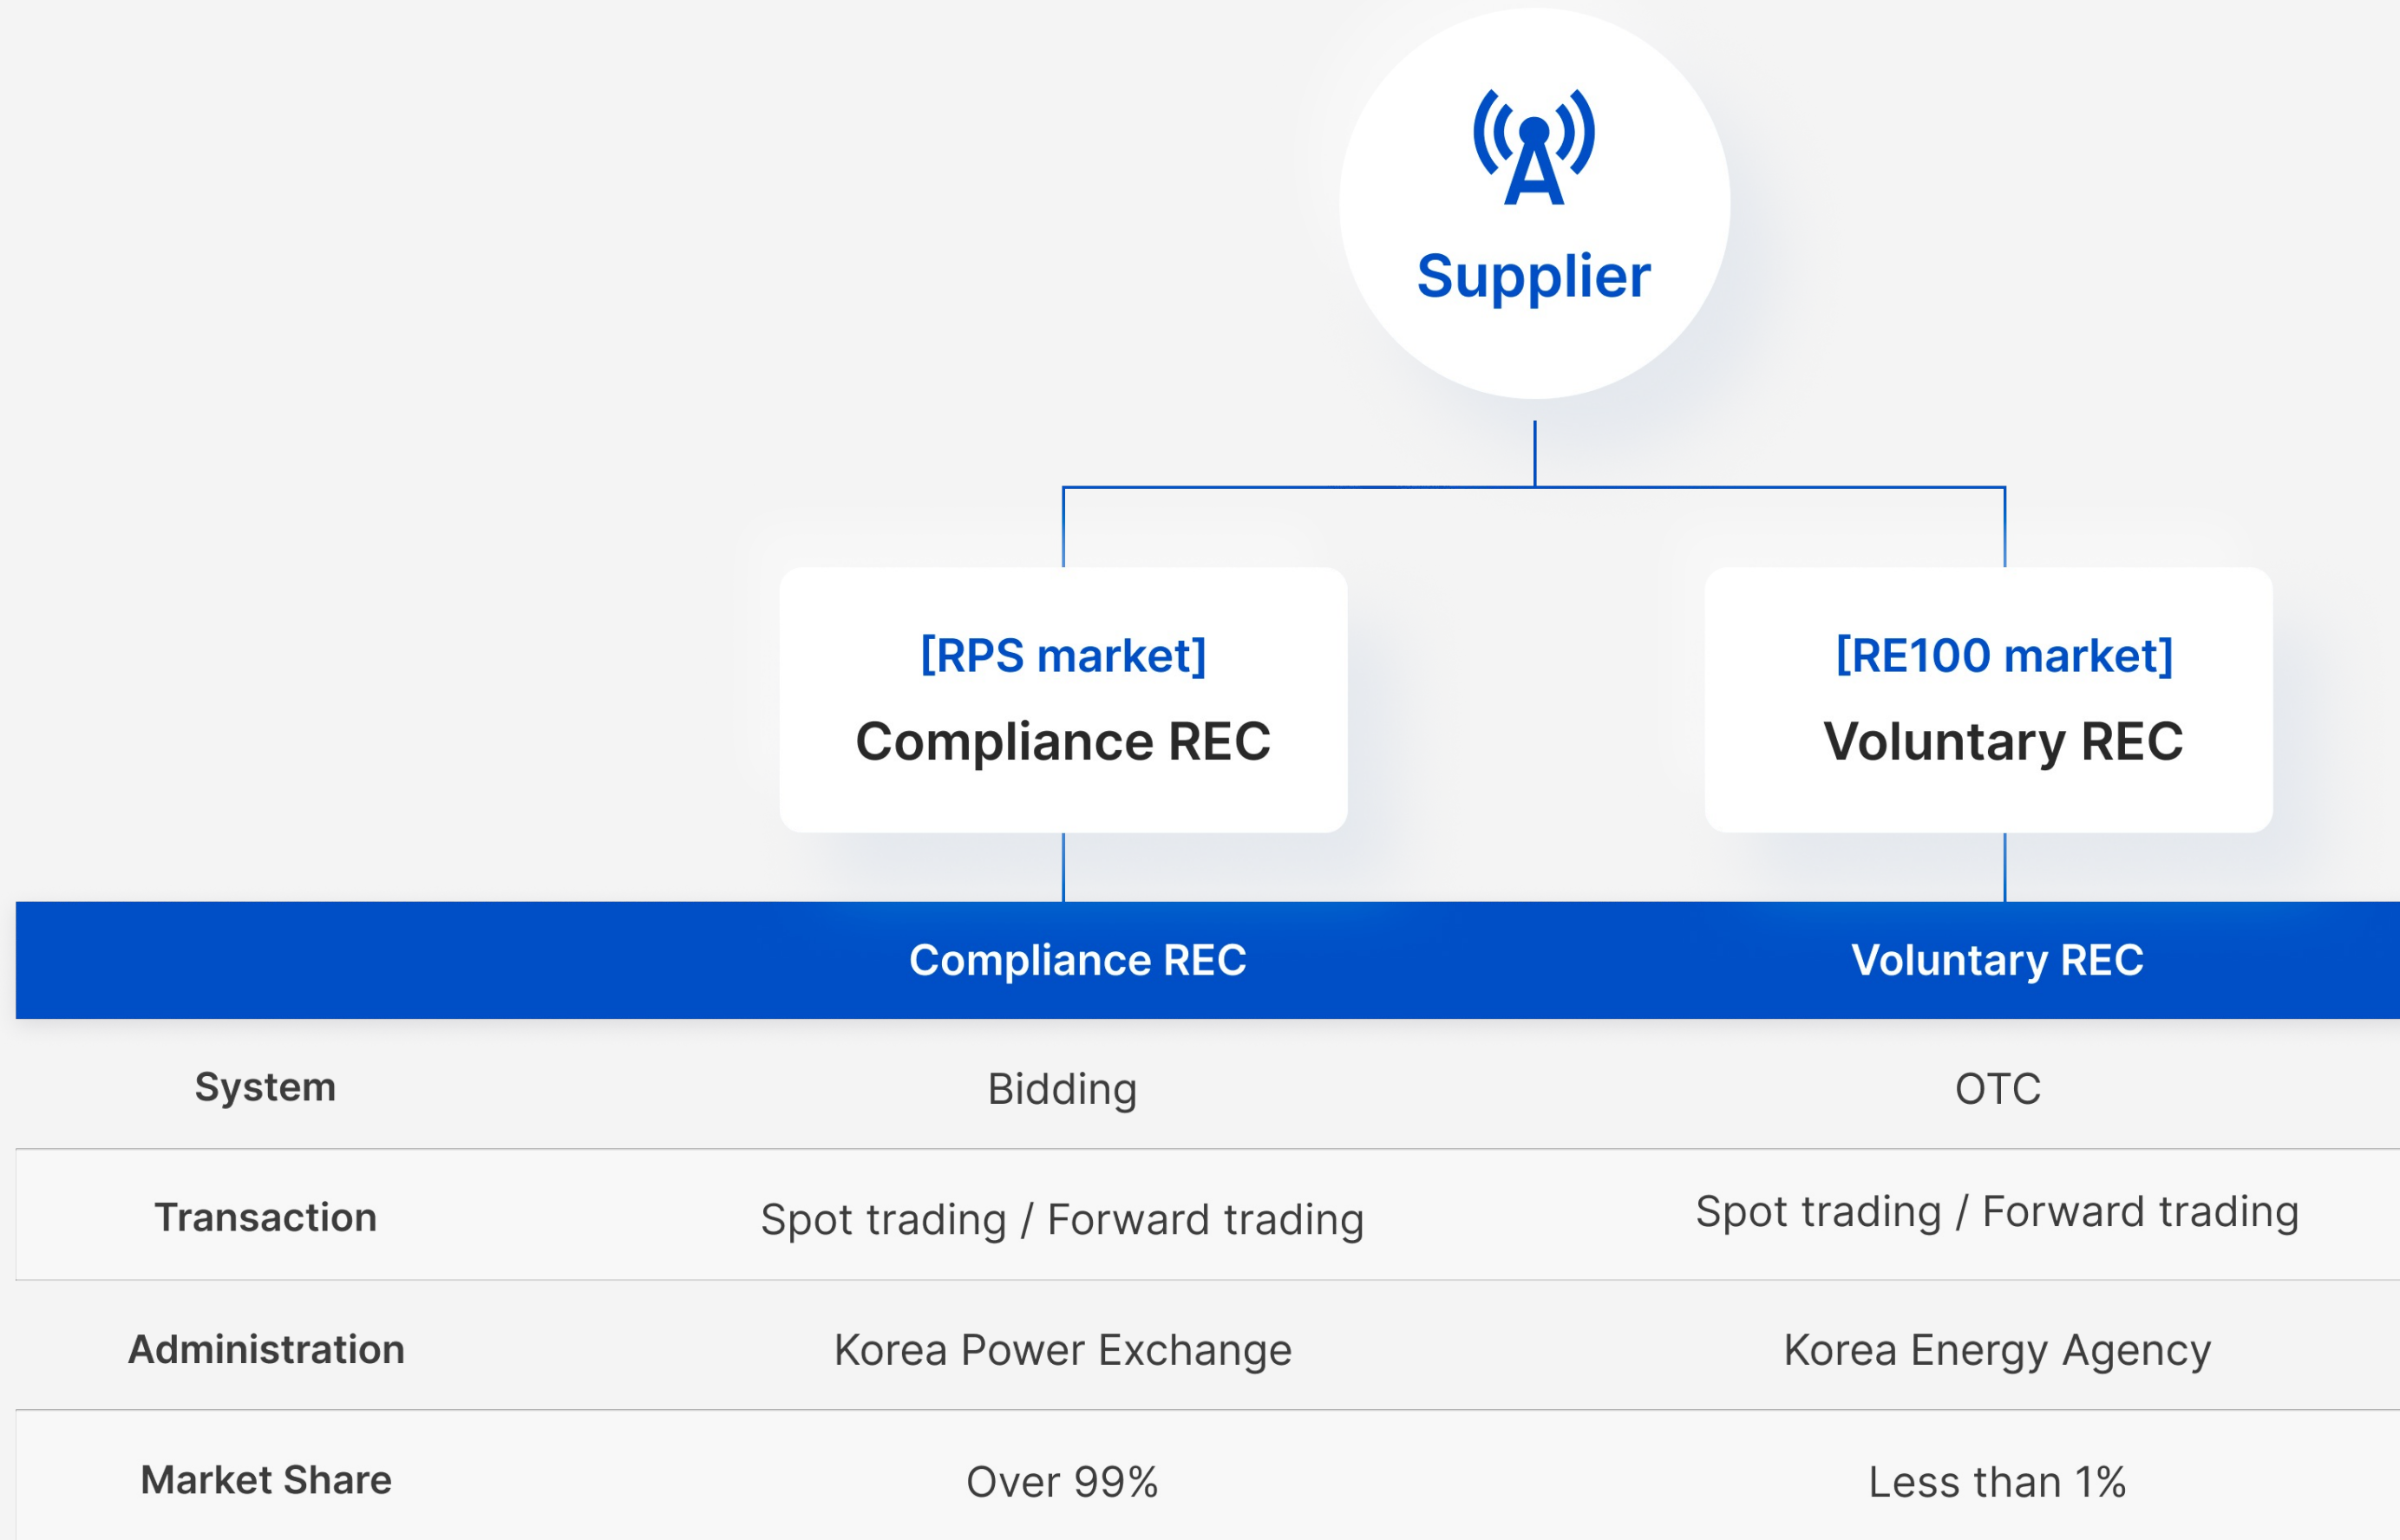 Supplier
[RPS market]
Compliance REC
[RE100 market]
Voluntary REC
Compliance REC
Voluntary REC
System
Bidding
OTC
Transaction
Spot trading / Forward trading
Spot trading / Forward trading
Administration
Korea Power Exchange
Korea Energy Agency
Market Share
Over 99%
Less than 1%